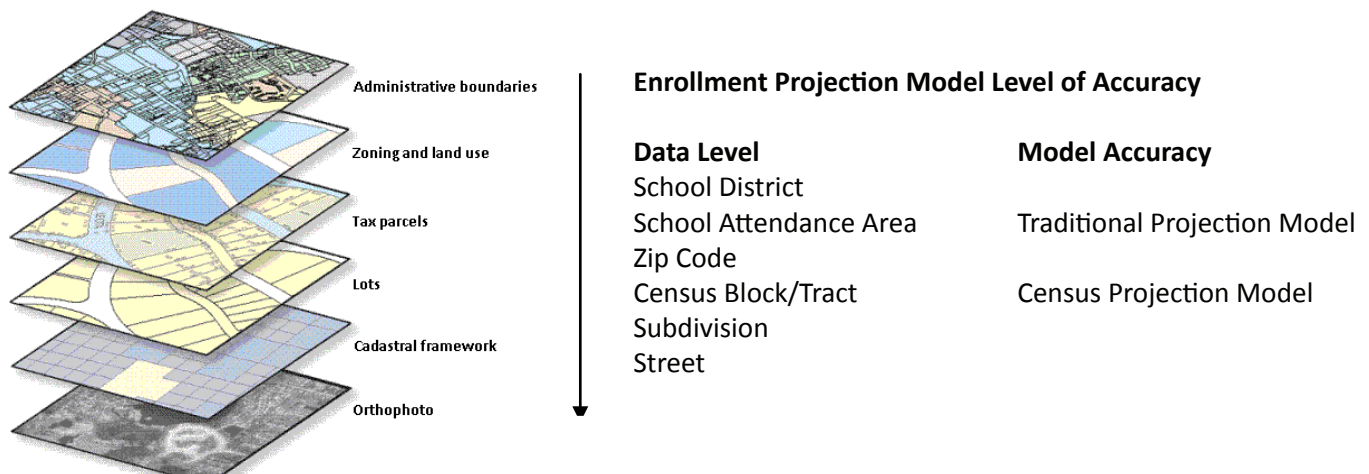 Administrative boundaries
Zoning and land use
Tax parcels
Lots
Cadastral framework
Orthophoto
Enrollment Projection Model Level of Accuracy
Data Level Model Accuracy
School District
School Attendance Area Traditional Projection Model
Zip Code
Census Block/Tract Census Projection Model
Subdivision
Street